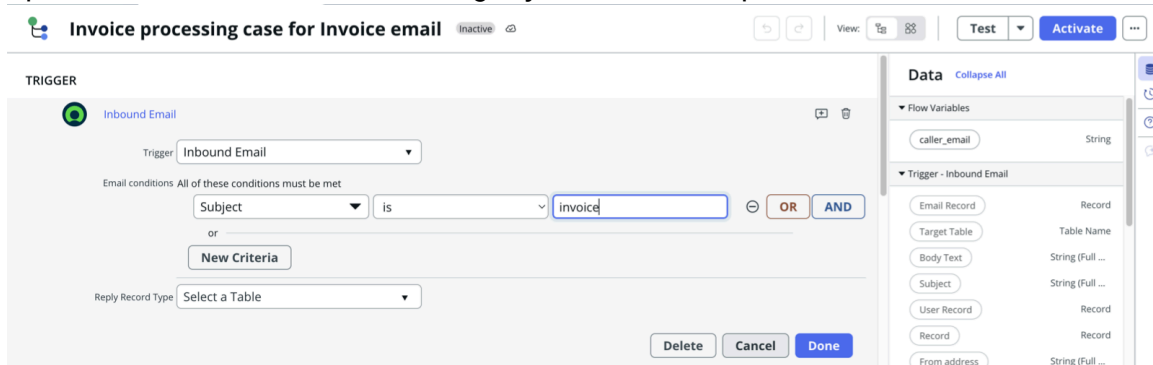 Invoice processing case for Invoice email Inactive View: Test Activate
TRIGGER
Inbound Email
Trigger Inbound Email
Email conditions All of these conditions must be met
Subject is invoice OR AND
or
New Criteria
Reply Record Type Select a Table
Delete Cancel Done
Data Collapse All
Flow Variables
caller_email String
Trigger - Inbound Email
Email Record Record
Target Table Table Name
Body Text String (Full ...
Subject String (Full ...
User Record Record
Record Record
From address String (Full ...